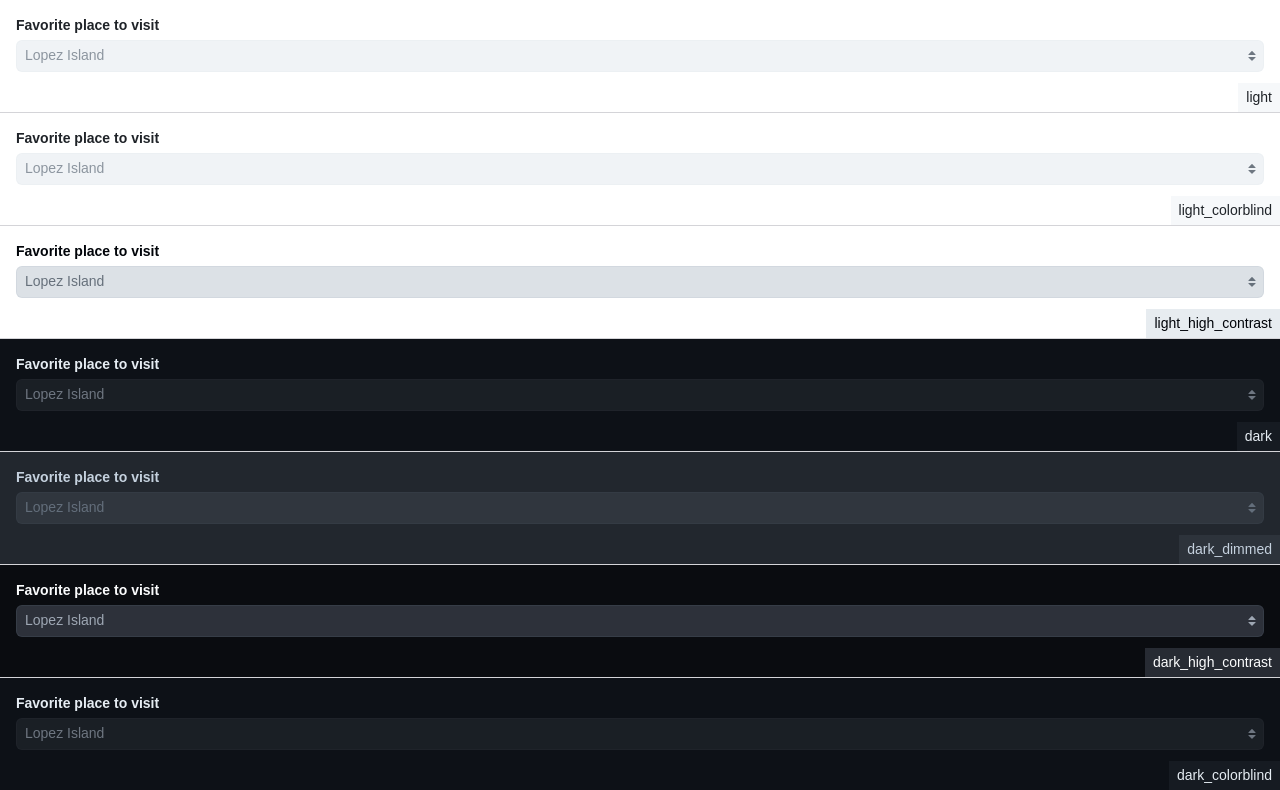 Favorite place to visit
Lopez Island
light
Favorite place to visit
Lopez Island
light_colorblind
Favorite place to visit
Lopez Island
light_high_contrast
Favorite place to visit
Lopez Island
dark
Favorite place to visit
Lopez Island
dark_dimmed
Favorite place to visit
Lopez Island
dark_high_contrast
Favorite place to visit
Lopez Island
dark_colorblind